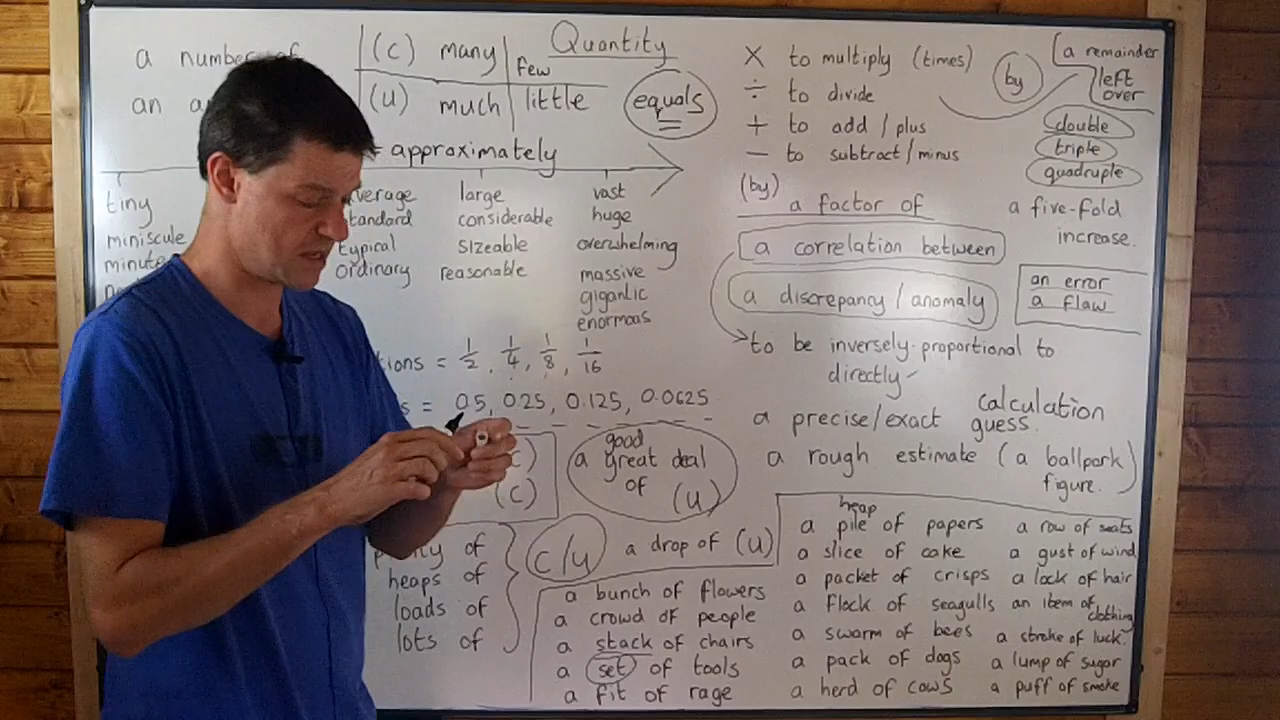 Quantity
a number of
(C) many few
an
(U) much little
equals
= approximately
tiny
miniscule
minute
average
standard
typical
ordinary
large
considerable
sizeable
reasonable
vast
huge
overwhelming
massive
gigantic
enormous
= 1/2, 1/4, 1/8, 1/16
= 0.5, 0.25, 0.125, 0.0625
(C)
good
a great deal
of (U)
plenty of
heaps of
loads of
lots of
C/U
a drop of (U)
a bunch of flowers
a crowd of people
a stack of chairs
a set of tools
a fit of rage
× to multiply (times)
÷ to divide
+ to add / plus
− to subtract / minus
by
a remainder
left
over
double
triple
quadruple
(by)
a factor of
a five-fold
increase.
a correlation between
a discrepancy / anomaly
an error
a flaw
to be inversely proportional to
directly
a precise/exact calculation
guess.
a rough estimate (a ballpark
figure.)
heap
a pile of papers
a slice of cake
a packet of crisps
a flock of seagulls
a swarm of bees
a pack of dogs
a herd of cows
a row of seats
a gust of wind
a lock of hair
an item of clothing
a stroke of luck.
a lump of sugar
a puff of smoke